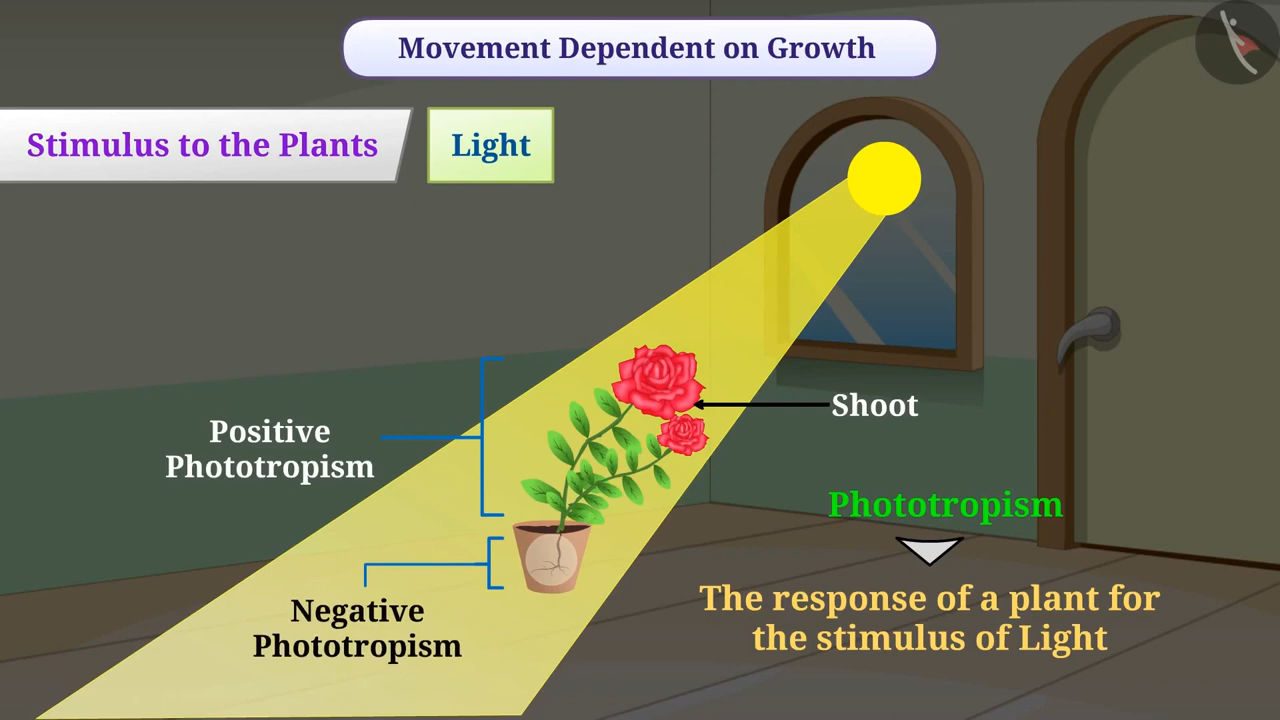 Movement Dependent on Growth
Stimulus to the Plants
Light
Shoot
Positive
Phototropism
Phototropism
The response of a plant for
the stimulus of Light
Negative
Phototropism